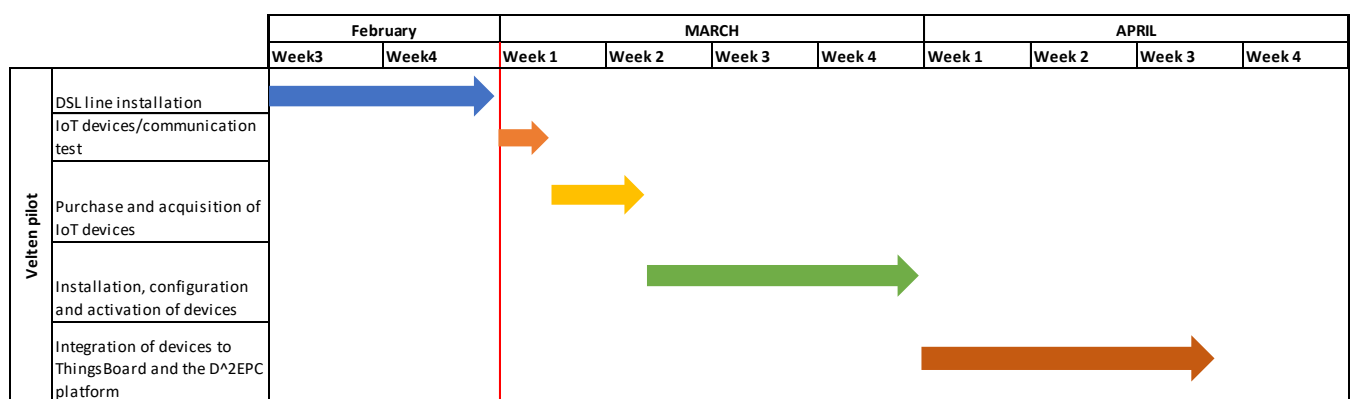 February MARCH APRIL
Week3 Week4 Week 1 Week 2 Week 3 Week 4 Week 1 Week 2 Week 3 Week 4
Velten pilot
DSL line installation
IoT devices/communication
test
Purchase and acquisition of
IoT devices
Installation, configuration
and activation of devices
Integration of devices to
ThingsBoard and the D^2EPC
platform